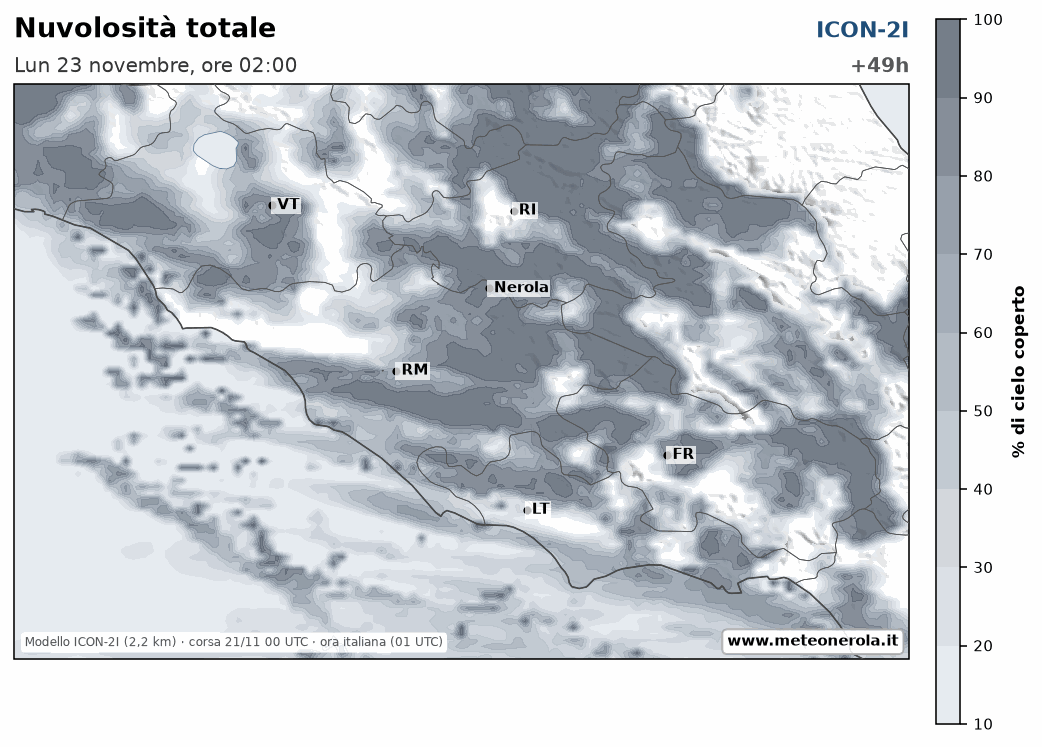 Nuvolosità totale
ICON-2I
Lun 23 novembre, ore 02:00
+49h
VT
RI
Nerola
RM
FR
LT
Modello ICON-2I (2,2 km) · corsa 21/11 00 UTC · ora italiana (01 UTC)
www.meteonerola.it
100
90
80
70
60
50
40
30
20
10
% di cielo coperto